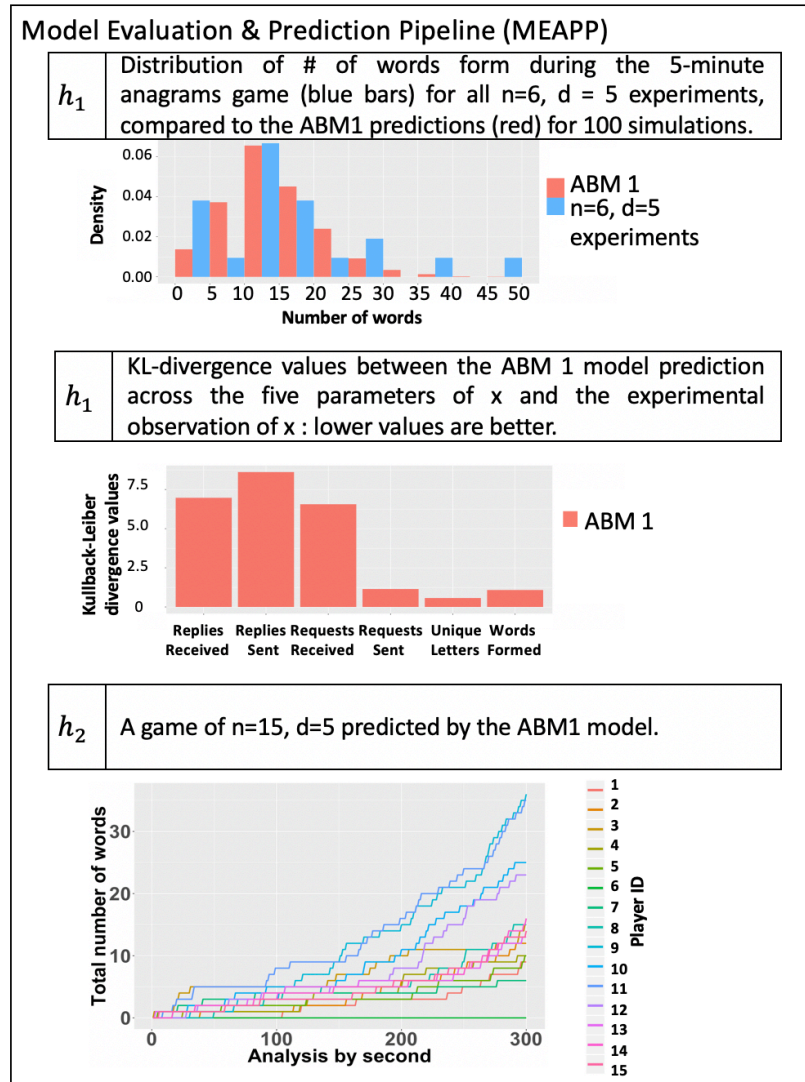 Model Evaluation & Prediction Pipeline (MEAPP)
h₁
Distribution of # of words form during the 5-minute
anagrams game (blue bars) for all n=6, d = 5 experiments,
compared to the ABM1 predictions (red) for 100 simulations.
Density
0.06
0.04
0.02
0.00
0 5 10 15 20 25 30 35 40 45 50
Number of words
ABM 1
n=6, d=5
experiments
h₁
KL-divergence values between the ABM 1 model prediction
across the five parameters of x and the experimental
observation of x : lower values are better.
Kullback-Leiber
divergence values
7.5
5.0
2.5
0
Replies Replies Requests Requests Unique Words
Received Sent Received Sent Letters Formed
ABM 1
h₂
A game of n=15, d=5 predicted by the ABM1 model.
Total number of words
30
20
10
0
0 100 200 300
Analysis by second
1
2
3
4
5
6
7
8
9
10
11
12
13
14
15
Player ID